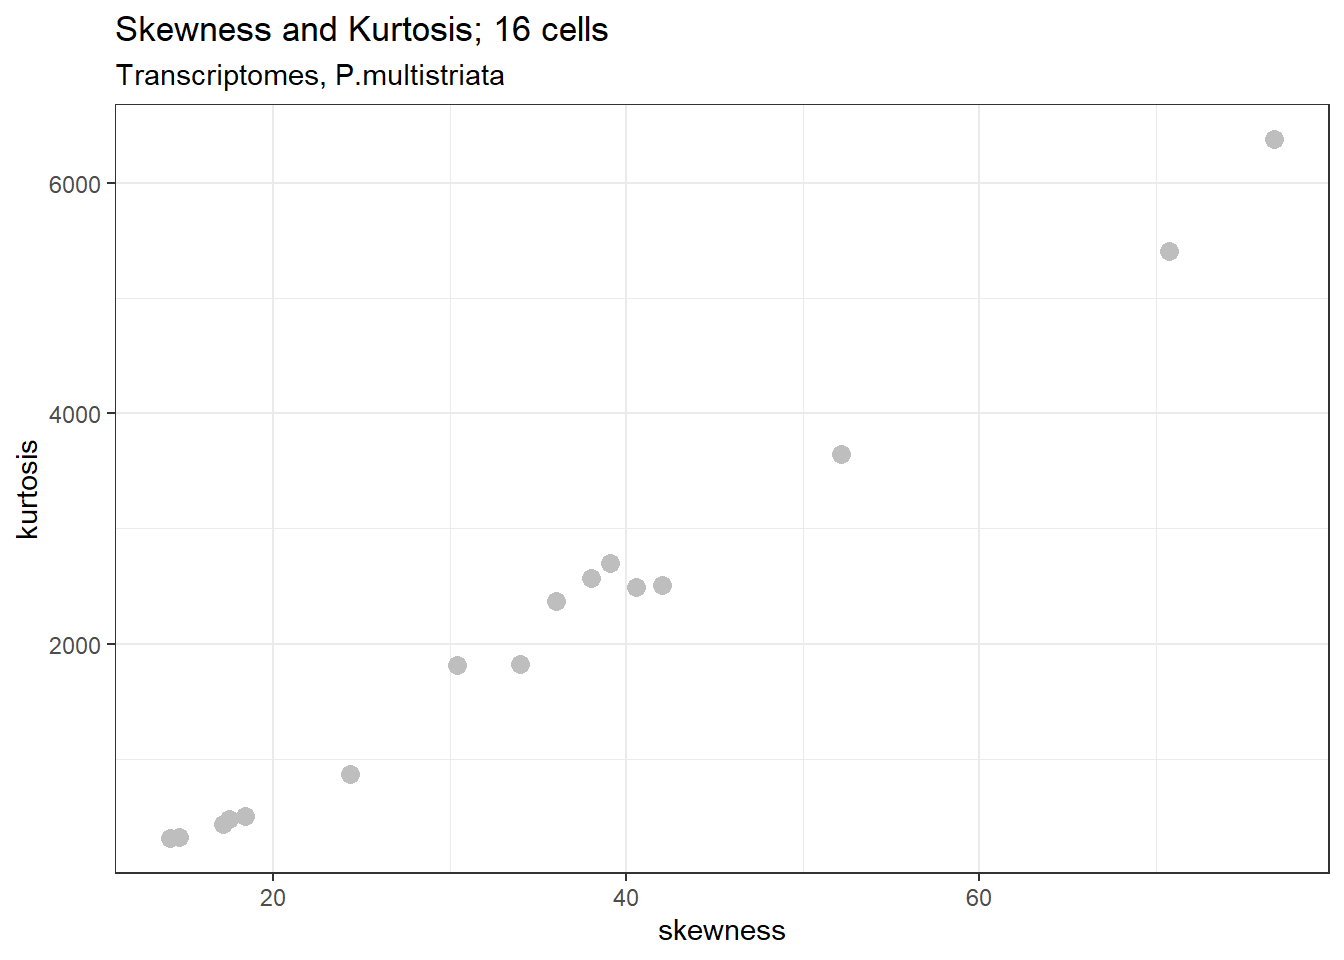 Skewness and Kurtosis; 16 cells
Transcriptomes, P.multistriata
6000
4000
2000
kurtosis
20 40 60
skewness